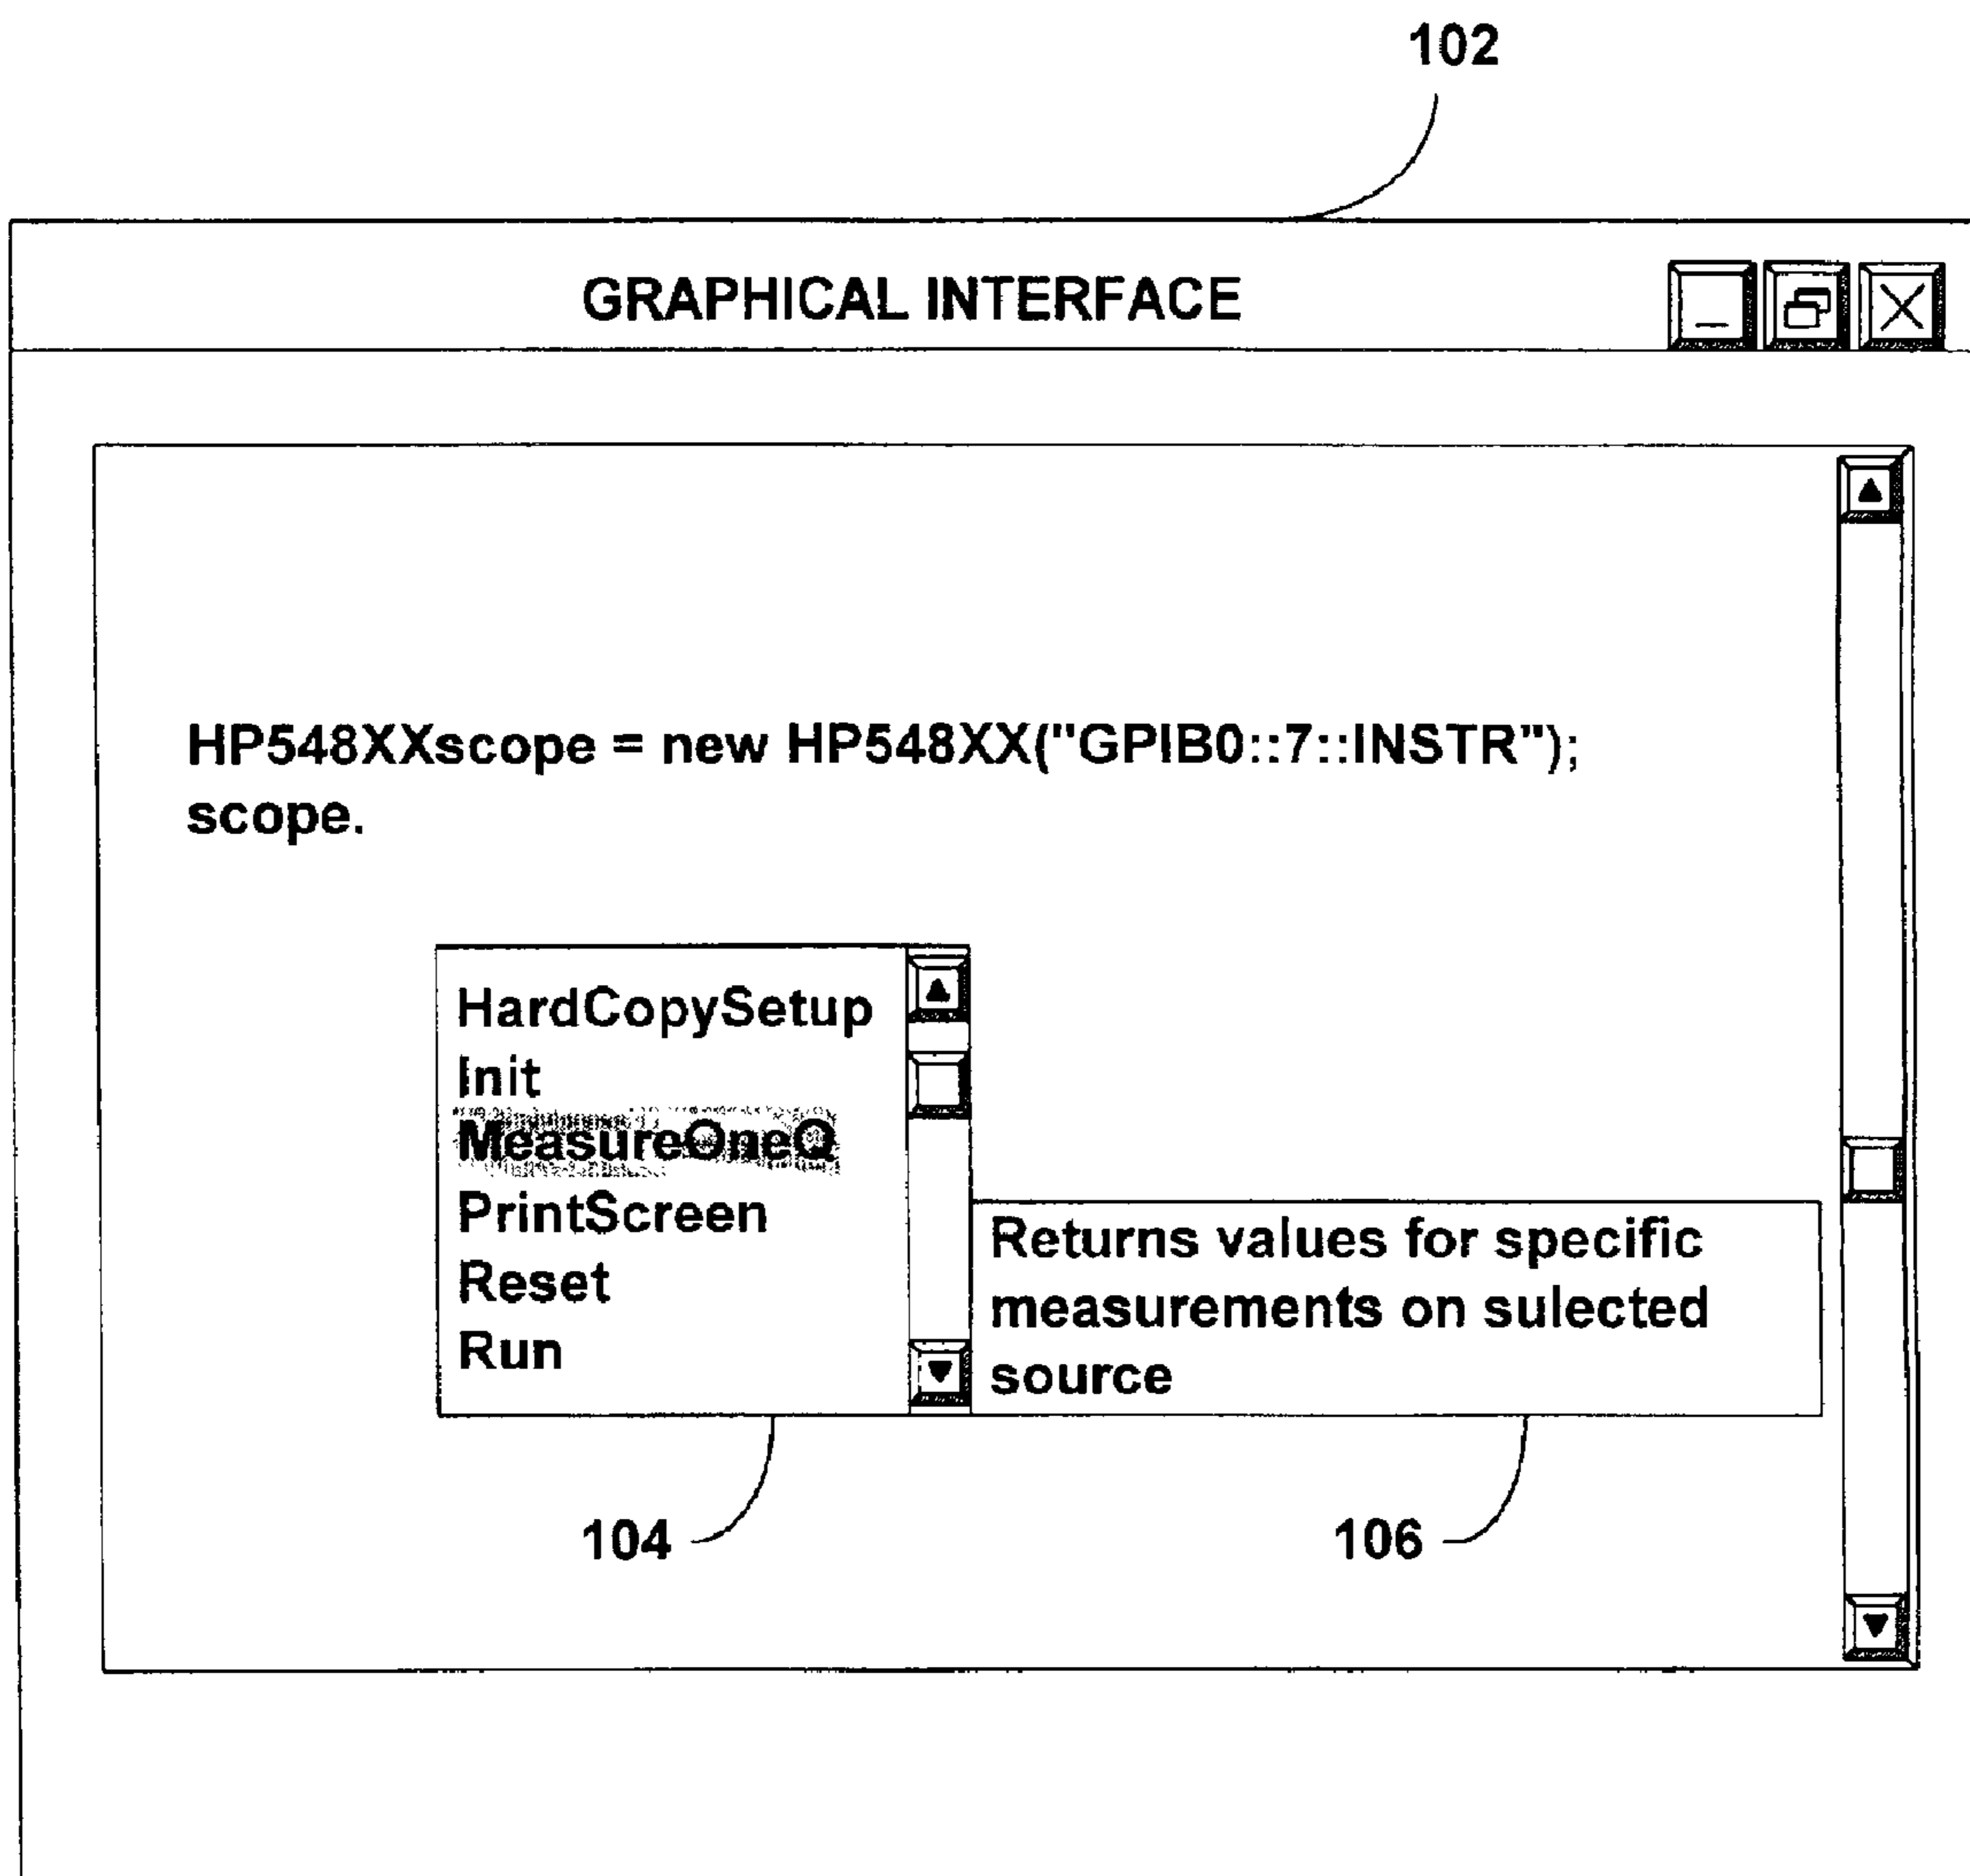 102
GRAPHICAL INTERFACE
HP548XXscope = new HP548XX("GPIB0::7::INSTR");
scope.
HardCopySetup
Init
MeasureOneQ
PrintScreen
Reset
Run
Returns values for specific
measurements on sulected
source
104
106